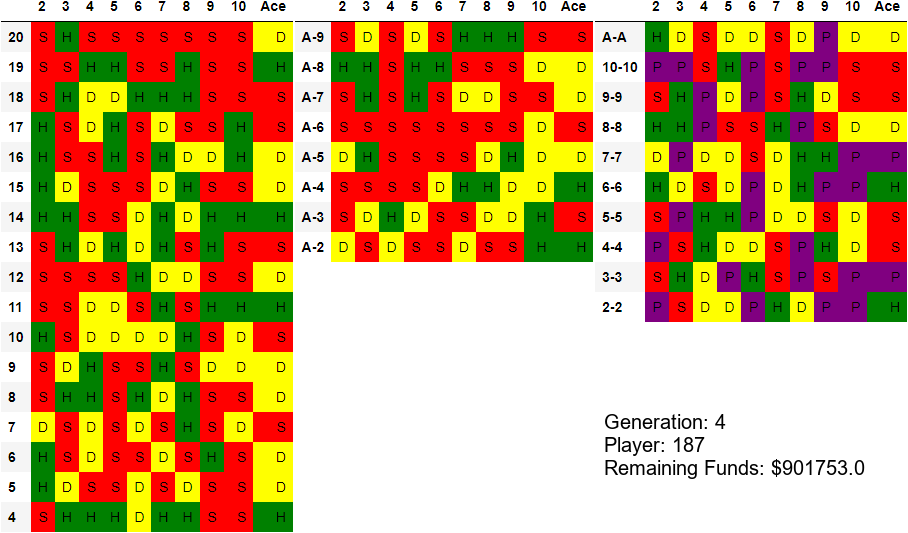 2 3 4 5 6 7 8 9 10 Ace
20 S H S S S S S S S D
19 S S H H S S H S S H
18 S H D D H H H S S S
17 H S D H S D S S H S
16 H S S H S H D D H D
15 H D S S S D H S S D
14 H H S S D H D H H H
13 S H D H D H S H S S
12 S S S S H D D S S D
11 S S D D S H S H H H
10 H S D D D D H S D S
9 S D H S S H S D D D
8 S H H S H D H S S D
7 D S D S D S H S D S
6 H S D S S D S H S D
5 H D S S D S D S S D
4 S H H H D H H S S H
2 3 4 5 6 7 8 9 10 Ace
A-9 S D S D S H H H S S
A-8 H H S H H S S S D D
A-7 S H S H S D D S S D
A-6 S S S S S S S S D S
A-5 D H S S S S D H D D
A-4 S S S S D H H D D H
A-3 S D H D S S D D H S
A-2 D S D S S D S S H H
2 3 4 5 6 7 8 9 10 Ace
A-A H D S D D S D P D D
10-10 P P S H P S P P S S
9-9 S H P D P S H D S S
8-8 H H P S S H P S D D
7-7 D P D D S D H H P P
6-6 H D S D P D H P P H
5-5 S P H H P D D S D S
4-4 P S H D D S P H D S
3-3 S H D P H S P S P P
2-2 P S D D P H D P P H
Generation: 4
Player: 187
Remaining Funds: $901753.0